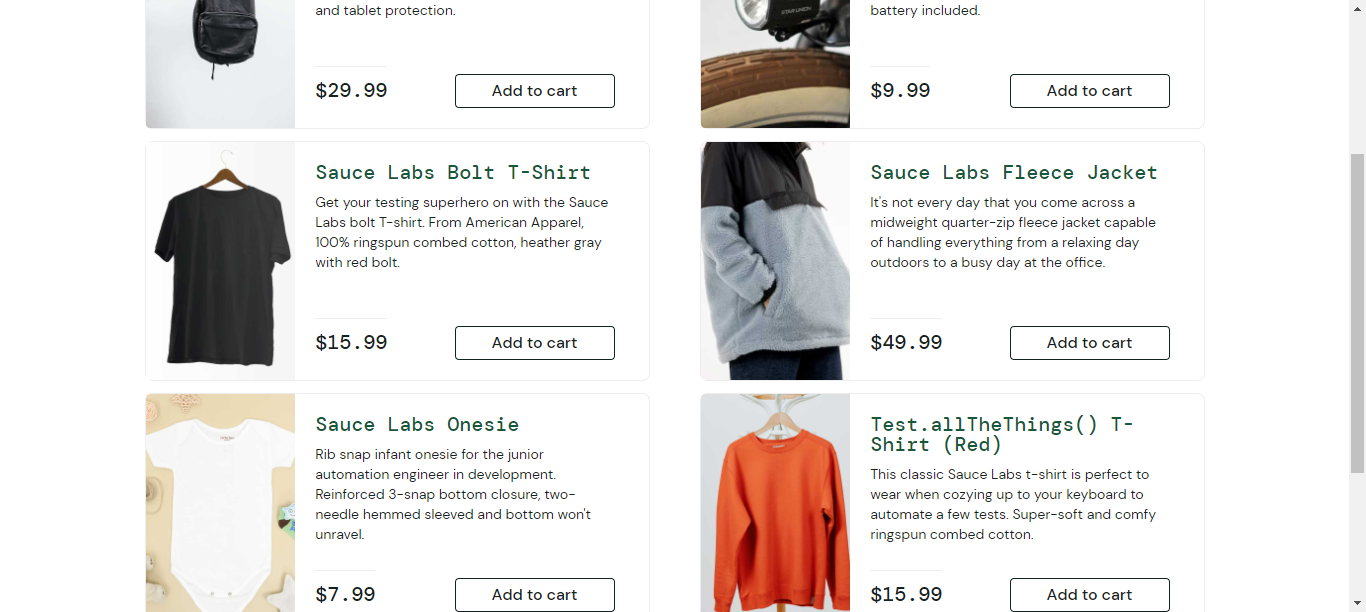 and tablet protection.
$29.99
Add to cart
STAR UNION
battery included.
$9.99
Add to cart
Sauce Labs Bolt T-Shirt
Get your testing superhero on with the Sauce
Labs bolt T-shirt. From American Apparel,
100% ringspun combed cotton, heather gray
with red bolt.
$15.99
Add to cart
Sauce Labs Fleece Jacket
It's not every day that you come across a
midweight quarter-zip fleece jacket capable
of handling everything from a relaxing day
outdoors to a busy day at the office.
$49.99
Add to cart
Sauce Labs Onesie
Rib snap infant onesie for the junior
automation engineer in development.
Reinforced 3-snap bottom closure, two-
needle hemmed sleeved and bottom won't
unravel.
$7.99
Add to cart
Test.allTheThings() T-
Shirt (Red)
This classic Sauce Labs t-shirt is perfect to
wear when cozying up to your keyboard to
automate a few tests. Super-soft and comfy
ringspun combed cotton.
$15.99
Add to cart